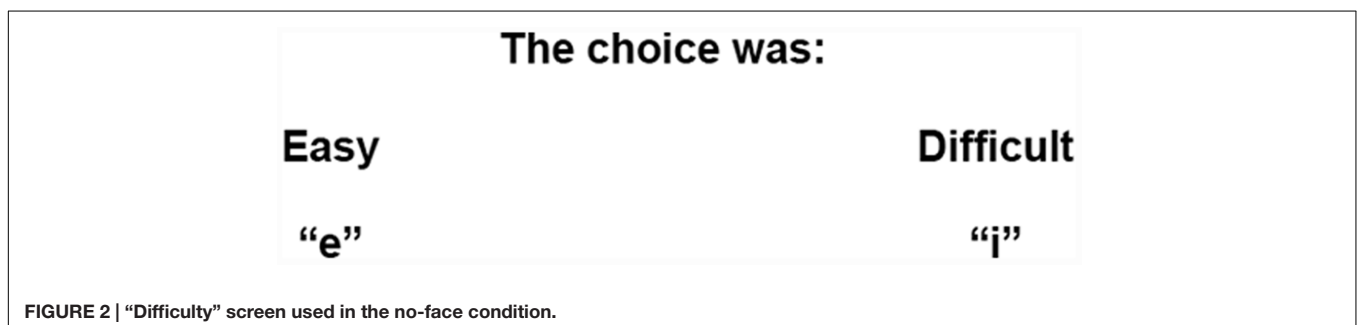 The choice was:
Easy Difficult
“e” “i”
FIGURE 2 | “Difficulty” screen used in the no-face condition.